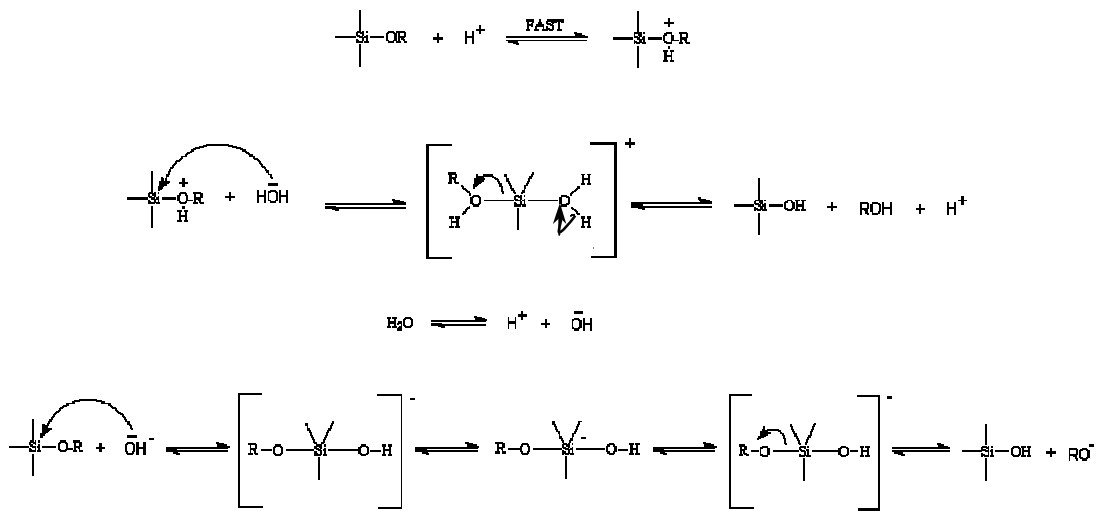 Si—OR + H⁺ FAST ⇌ Si—O⁺—R
H
Si—O⁺—R + HOH ⇌ [ R O Si O H ]⁺ ⇌ Si—OH + ROH + H⁺
H H H
H₂O ⇌ H⁺ + OH
Si—O-R + OH⁻ ⇌ [ R—O—Si—O—H ]⁻ ⇌ R—O—Si⁻—O—H ⇌ [ R—O—Si—O—H ]⁻ ⇌ Si—OH + RO⁻